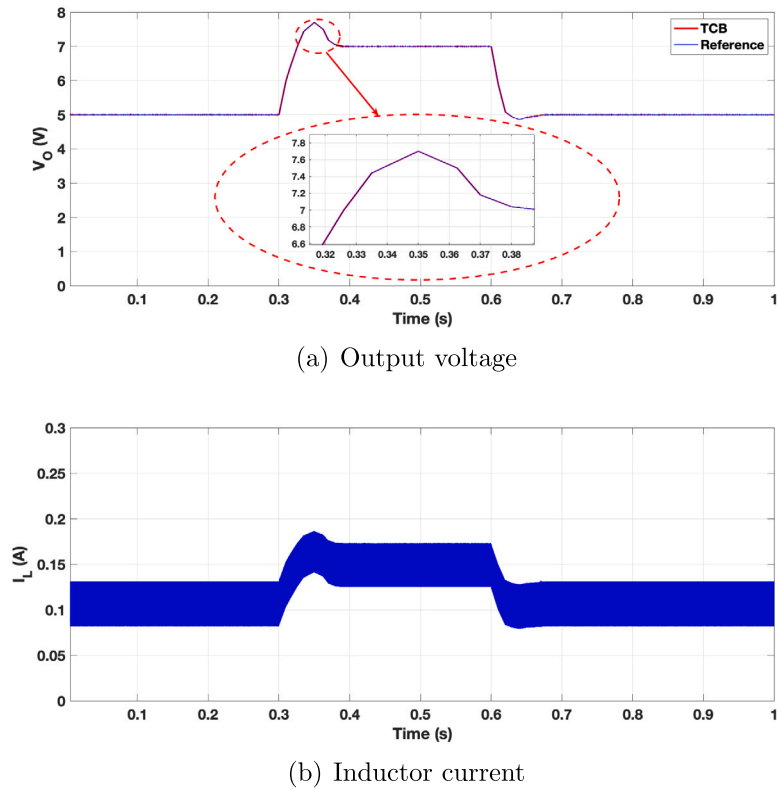 8
7
6
5
4
3
2
1
0
V_O (V)
TCB
Reference
7.8
7.6
7.4
7.2
7
6.8
6.6
0.32 0.33 0.34 0.35 0.36 0.37 0.38
0.1 0.2 0.3 0.4 0.5 0.6 0.7 0.8 0.9 1
Time (s)
(a) Output voltage
0.3
0.25
0.2
0.15
0.1
0.05
0
I_L (A)
0.1 0.2 0.3 0.4 0.5 0.6 0.7 0.8 0.9 1
Time (s)
(b) Inductor current